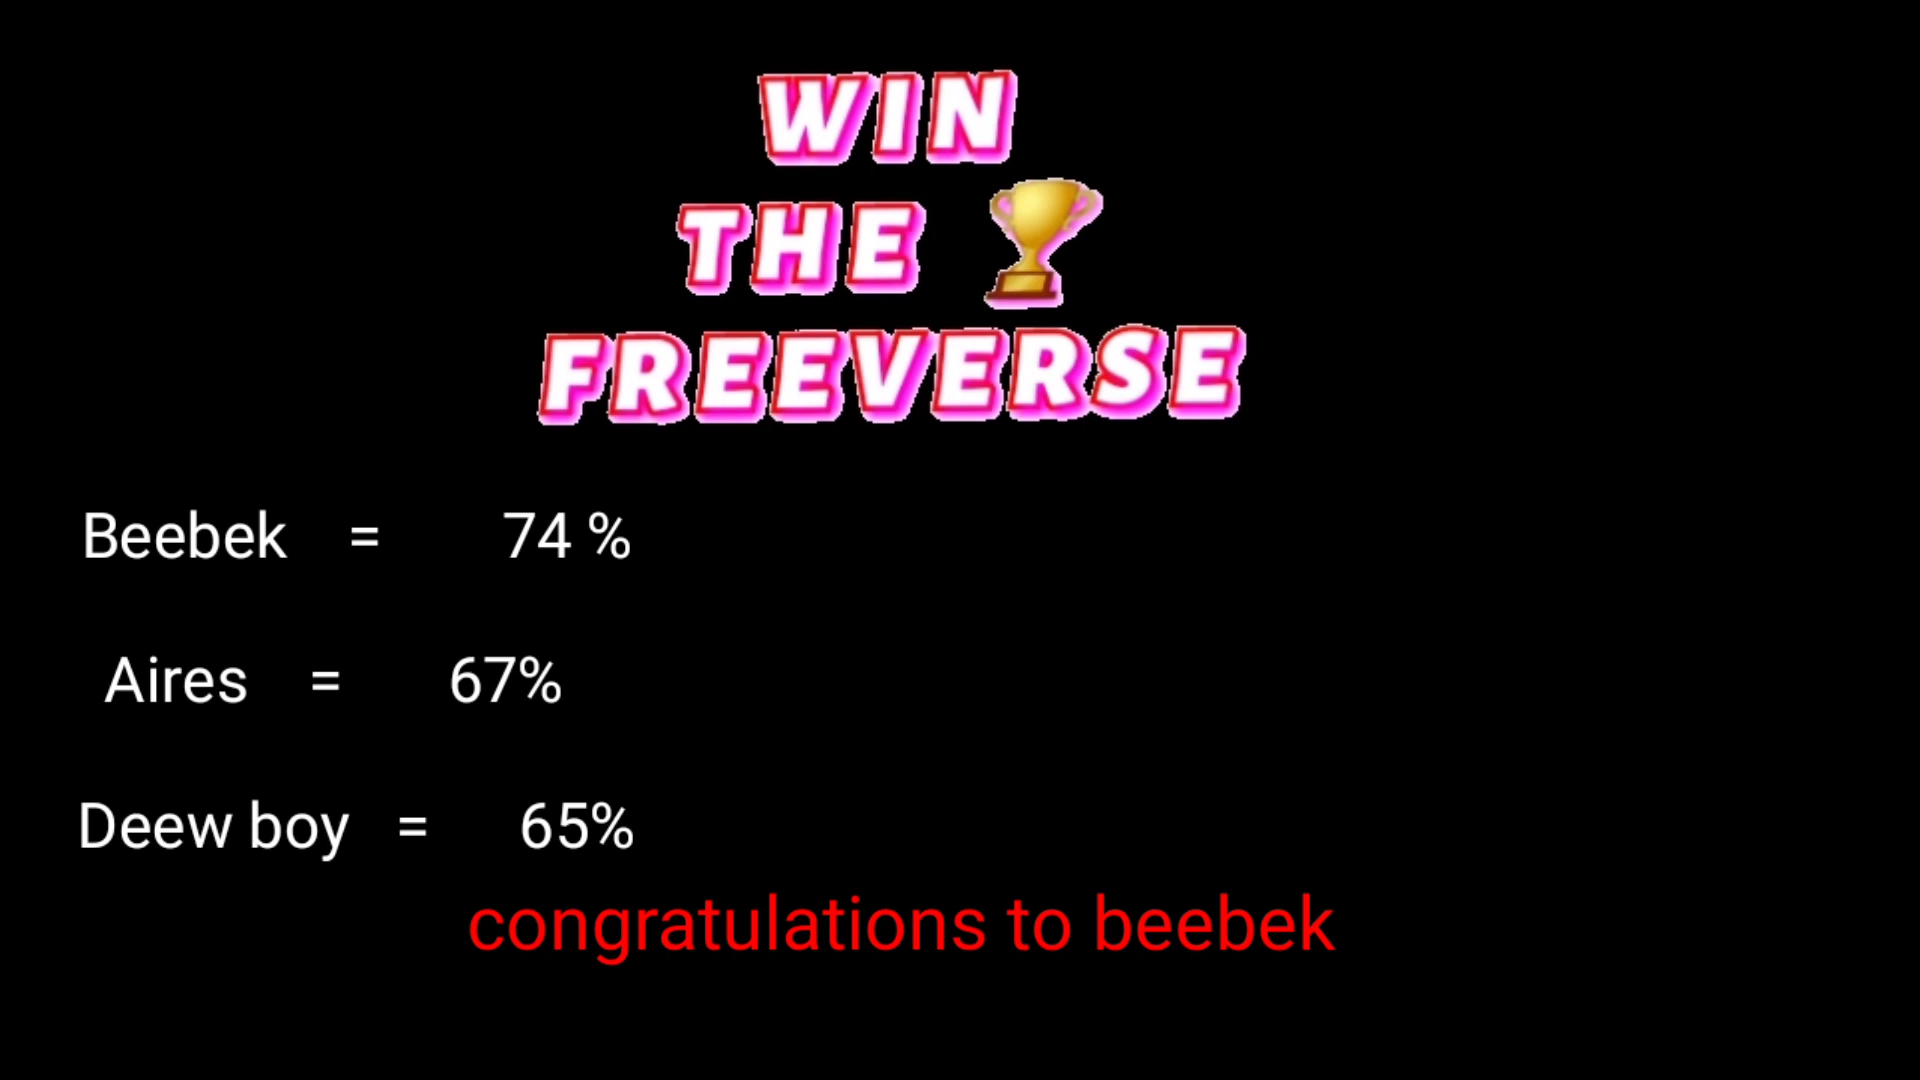 WIN
THE 🏆
FREEVERSE
Beebek = 74 %
Aires = 67%
Deew boy = 65%
congratulations to beebek